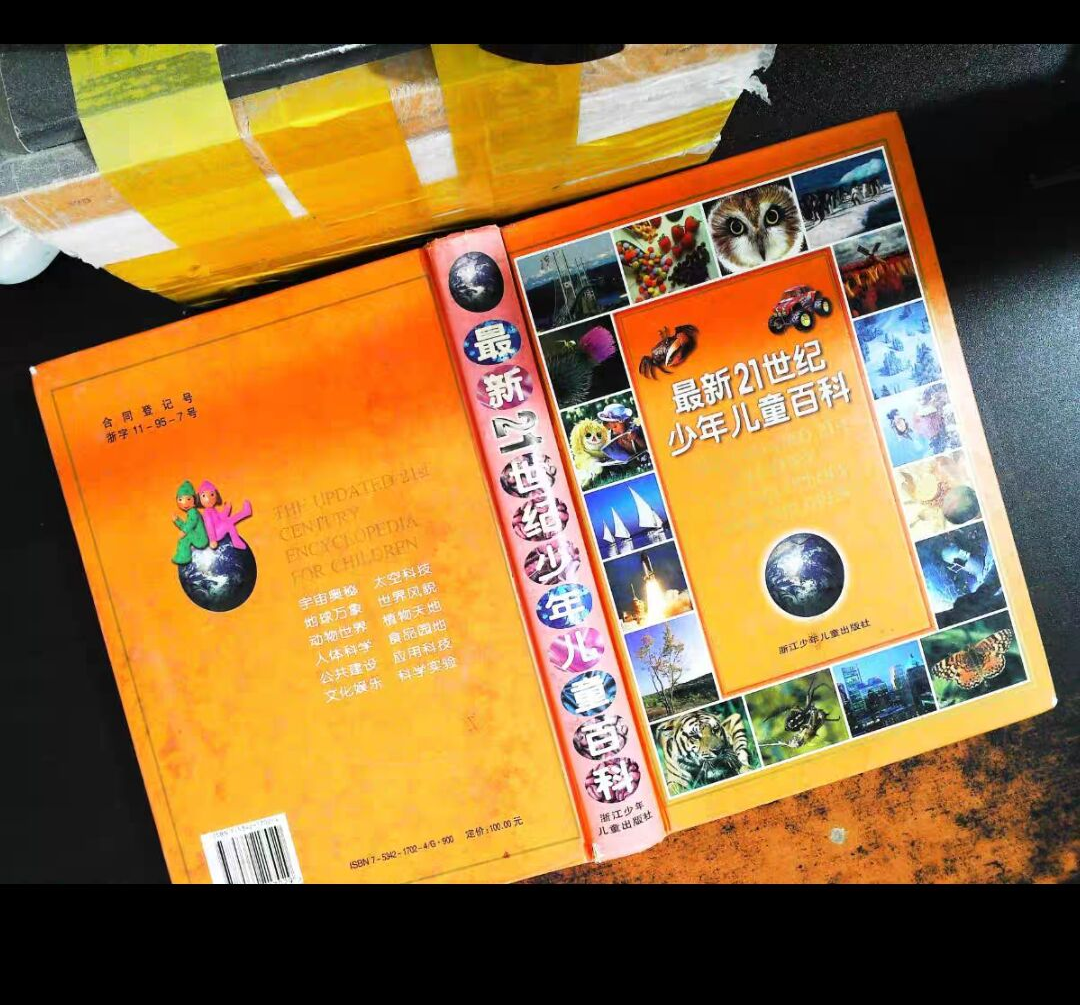 合同登记号
浙字11-95-7号
THE UPDATED 21st
CENTURY
ENCYCLOPEDIA
FOR CHILDREN
宇宙奥秘 太空科技
地球万象 世界风貌
动物世界 植物天地
人体科学 食品园地
公共建设 应用科技
文化娱乐 科学实验
ISBN 7-5342-1702-4/G·900 定价:100.00元
最新21世纪少年儿童百科
浙江少年
儿童出版社
最新21世纪
少年儿童百科
浙江少年儿童出版社